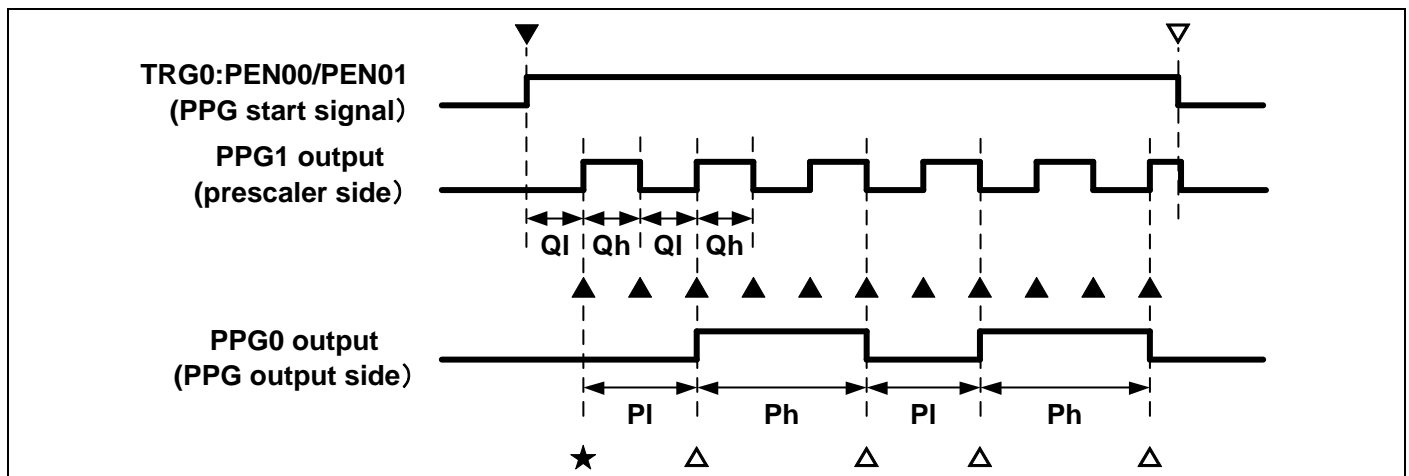 TRG0:PEN00/PEN01
(PPG start signal）
PPG1 output
(prescaler side）
Ql Qh Ql Qh
PPG0 output
(PPG output side）
Pl Ph Pl Ph